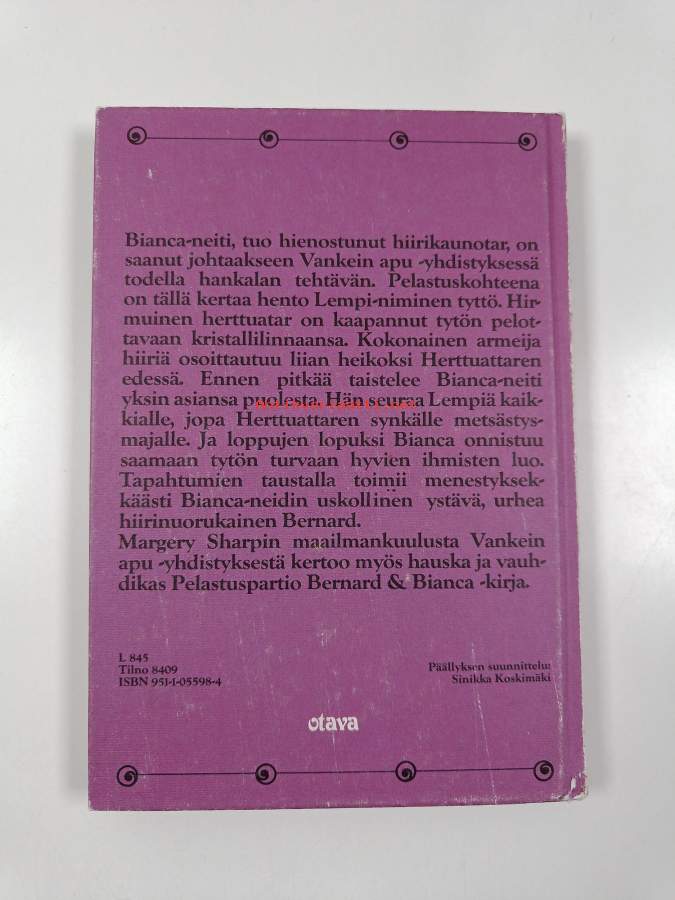 Bianca-neiti, tuo hienostunut hiirikaunotar, on
saanut johtaakseen Vankein apu -yhdistyksessä
todella hankalan tehtävän. Pelastuskohteena
on tällä kertaa hento Lempi-niminen tyttö. Hir-
muinen herttuatar on kaapannut tytön pelot-
tavaan kristallilinnaansa. Kokonainen armeija
hiiriä osoittautuu liian heikoksi Herttuattaren
edessä. Ennen pitkää taistelee Bianca-neiti
yksin asiansa puolesta. Hän seuraa Lempiä kaik-
kialle, jopa Herttuattaren synkälle metsästys-
majalle. Ja loppujen lopuksi Bianca onnistuu
saamaan tytön turvaan hyvien ihmisten luo.
Tapahtumien taustalla toimii menestyksek-
käästi Bianca-neidin uskollinen ystävä, urhea
hiirinuorukainen Bernard.
Margery Sharpin maailmankuulusta Vankein
apu -yhdistyksestä kertoo myös hauska ja vauh-
dikas Pelastuspartio Bernard & Bianca -kirja.
L 845
Tilno 8409
ISBN 951-1-05598-4
Päällyksen suunnittelu:
Sinikka Koskimäki
otava